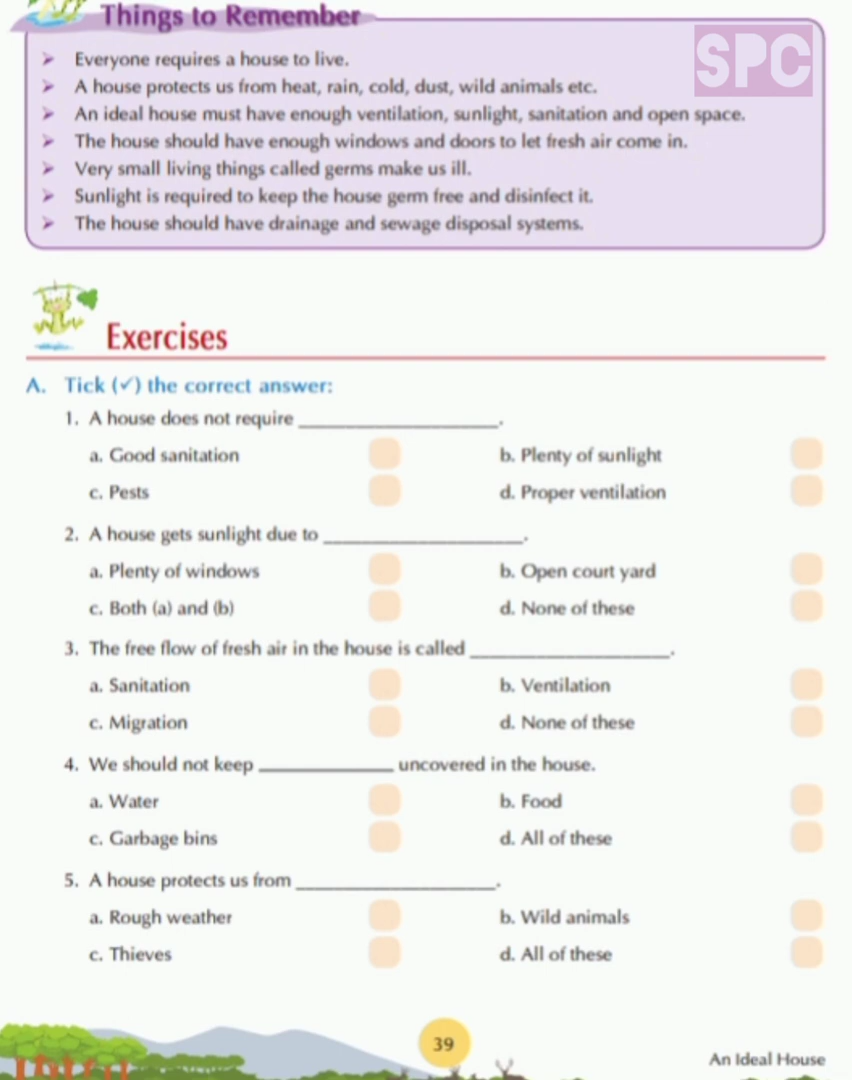 Things to Remember
SPC
➤ Everyone requires a house to live.
➤ A house protects us from heat, rain, cold, dust, wild animals etc.
➤ An ideal house must have enough ventilation, sunlight, sanitation and open space.
➤ The house should have enough windows and doors to let fresh air come in.
➤ Very small living things called germs make us ill.
➤ Sunlight is required to keep the house germ free and disinfect it.
➤ The house should have drainage and sewage disposal systems.
Exercises
A. Tick (✓) the correct answer:
1. A house does not require ____________________.
a. Good sanitation b. Plenty of sunlight
c. Pests d. Proper ventilation
2. A house gets sunlight due to ____________________.
a. Plenty of windows b. Open court yard
c. Both (a) and (b) d. None of these
3. The free flow of fresh air in the house is called ____________________.
a. Sanitation b. Ventilation
c. Migration d. None of these
4. We should not keep ______________ uncovered in the house.
a. Water b. Food
c. Garbage bins d. All of these
5. A house protects us from ____________________.
a. Rough weather b. Wild animals
c. Thieves d. All of these
39
An Ideal House